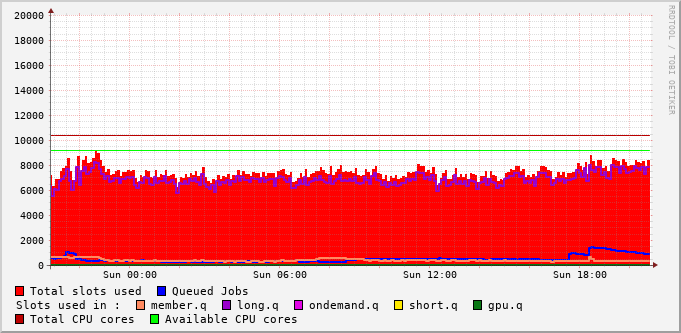 20000
18000
16000
14000
12000
10000
8000
6000
4000
2000
0
Sun 00:00 Sun 06:00 Sun 12:00 Sun 18:00
RRDTOOL / TOBI OETIKER
Total slots used Queued Jobs
Slots used in : member.q long.q ondemand.q short.q gpu.q
Total CPU cores Available CPU cores